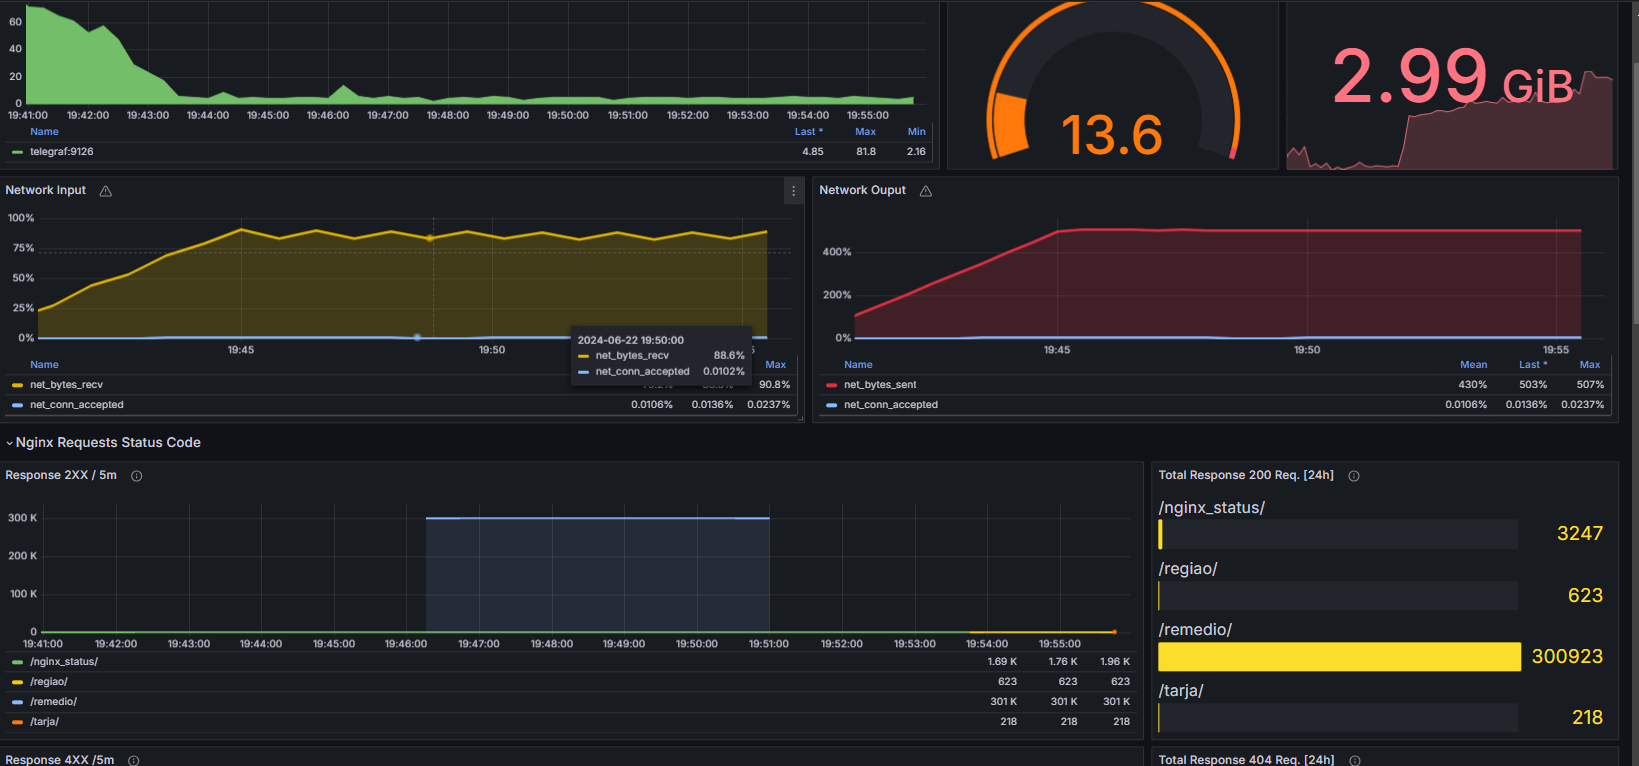 60
40
20
0
19:41:00 19:42:00 19:43:00 19:44:00 19:45:00 19:46:00 19:47:00 19:48:00 19:49:00 19:50:00 19:51:00 19:52:00 19:53:00 19:54:00 19:55:00
Name Last * Max Min
telegraf:9126 4.85 81.8 2.16
13.6
2.99 GiB
Network Input
100%
75%
50%
25%
0%
19:45 19:50
2024-06-22 19:50:00
net_bytes_recv 88.6%
net_conn_accepted 0.0102%
Name Max
net_bytes_recv 90.8%
net_conn_accepted 0.0106% 0.0136% 0.0237%
Network Ouput
400%
200%
0%
19:45 19:50 19:55
Name Mean Last * Max
net_bytes_sent 430% 503% 507%
net_conn_accepted 0.0106% 0.0136% 0.0237%
Nginx Requests Status Code
Response 2XX / 5m
300 K
200 K
100 K
0
19:41:00 19:42:00 19:43:00 19:44:00 19:45:00 19:46:00 19:47:00 19:48:00 19:49:00 19:50:00 19:51:00 19:52:00 19:53:00 19:54:00 19:55:00
/nginx_status/ 1.69 K 1.76 K 1.96 K
/regiao/ 623 623 623
/remedio/ 301 K 301 K 301 K
/tarja/ 218 218 218
Total Response 200 Req. [24h]
/nginx_status/
3247
/regiao/
623
/remedio/
300923
/tarja/
218
Response 4XX /5m
Total Response 404 Req. [24h]